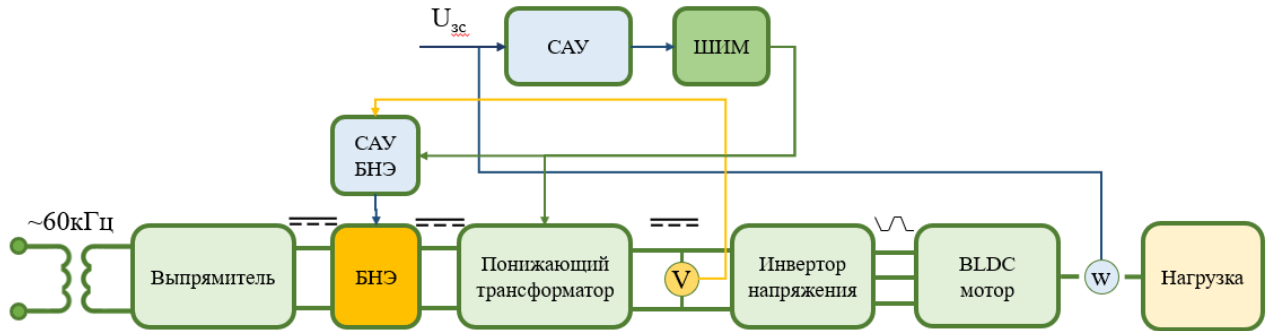 Uзс
САУ
ШИМ
САУ
БНЭ
~60кГц
Выпрямитель
БНЭ
Понижающий
трансформатор
V
Инвертор
напряжения
BLDC
мотор
w
Нагрузка